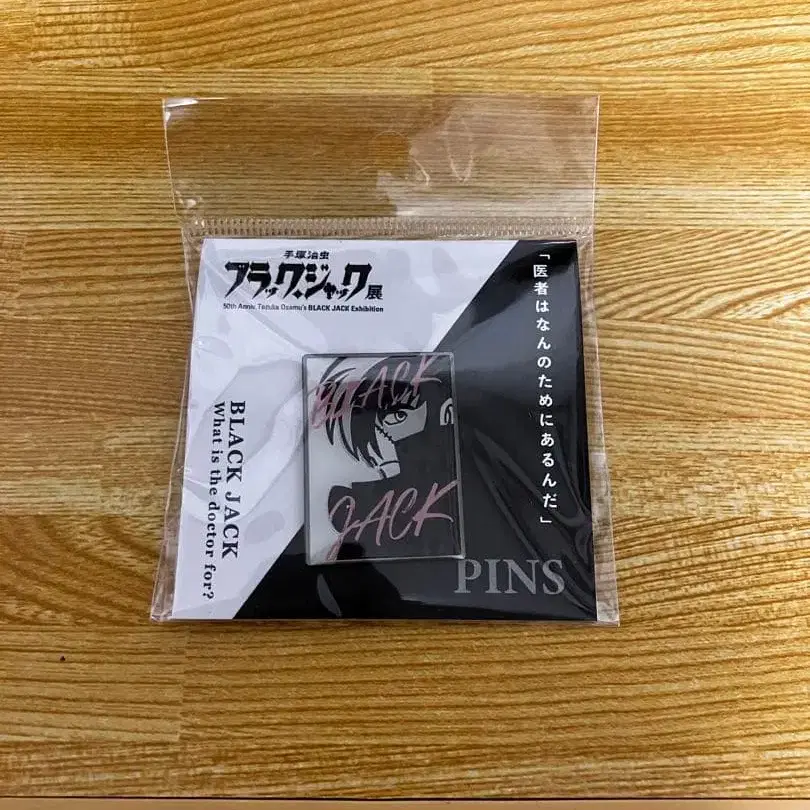 手塚治虫
ブラック・ジャック展
50th Anniv. Tezuka Osamu's BLACK JACK Exhibition
「医者はなんのためにあるんだ」
BLACK
JACK
BLACK JACK
What is the doctor for?
PINS